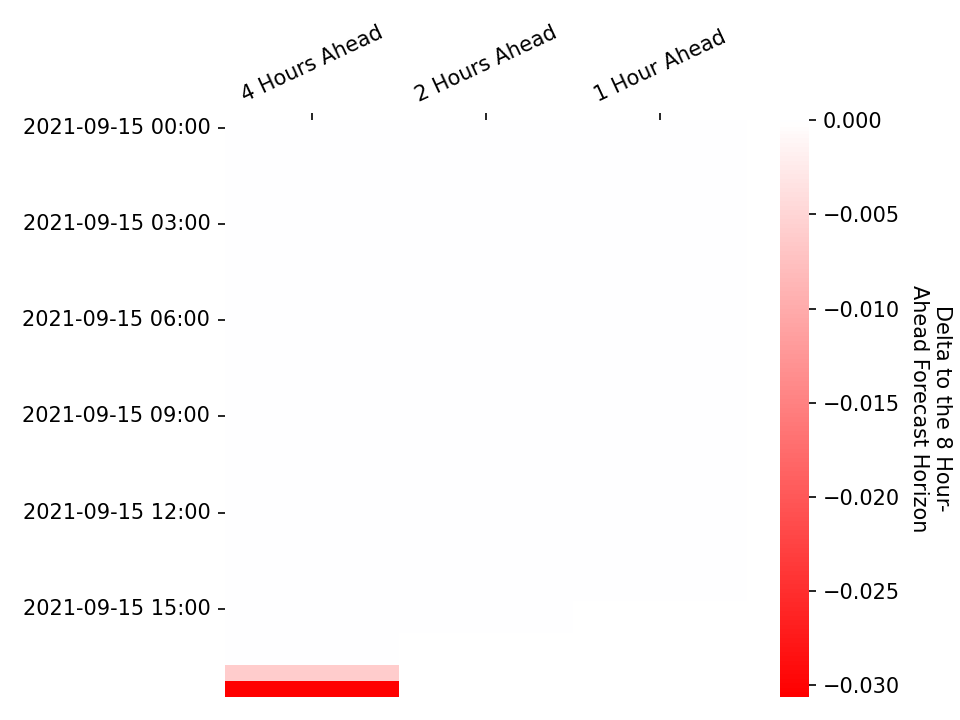 4 Hours Ahead
2 Hours Ahead
1 Hour Ahead
2021-09-15 00:00
2021-09-15 03:00
2021-09-15 06:00
2021-09-15 09:00
2021-09-15 12:00
2021-09-15 15:00
0.000
−0.005
−0.010
−0.015
−0.020
−0.025
−0.030
Delta to the 8 Hour-
Ahead Forecast Horizon